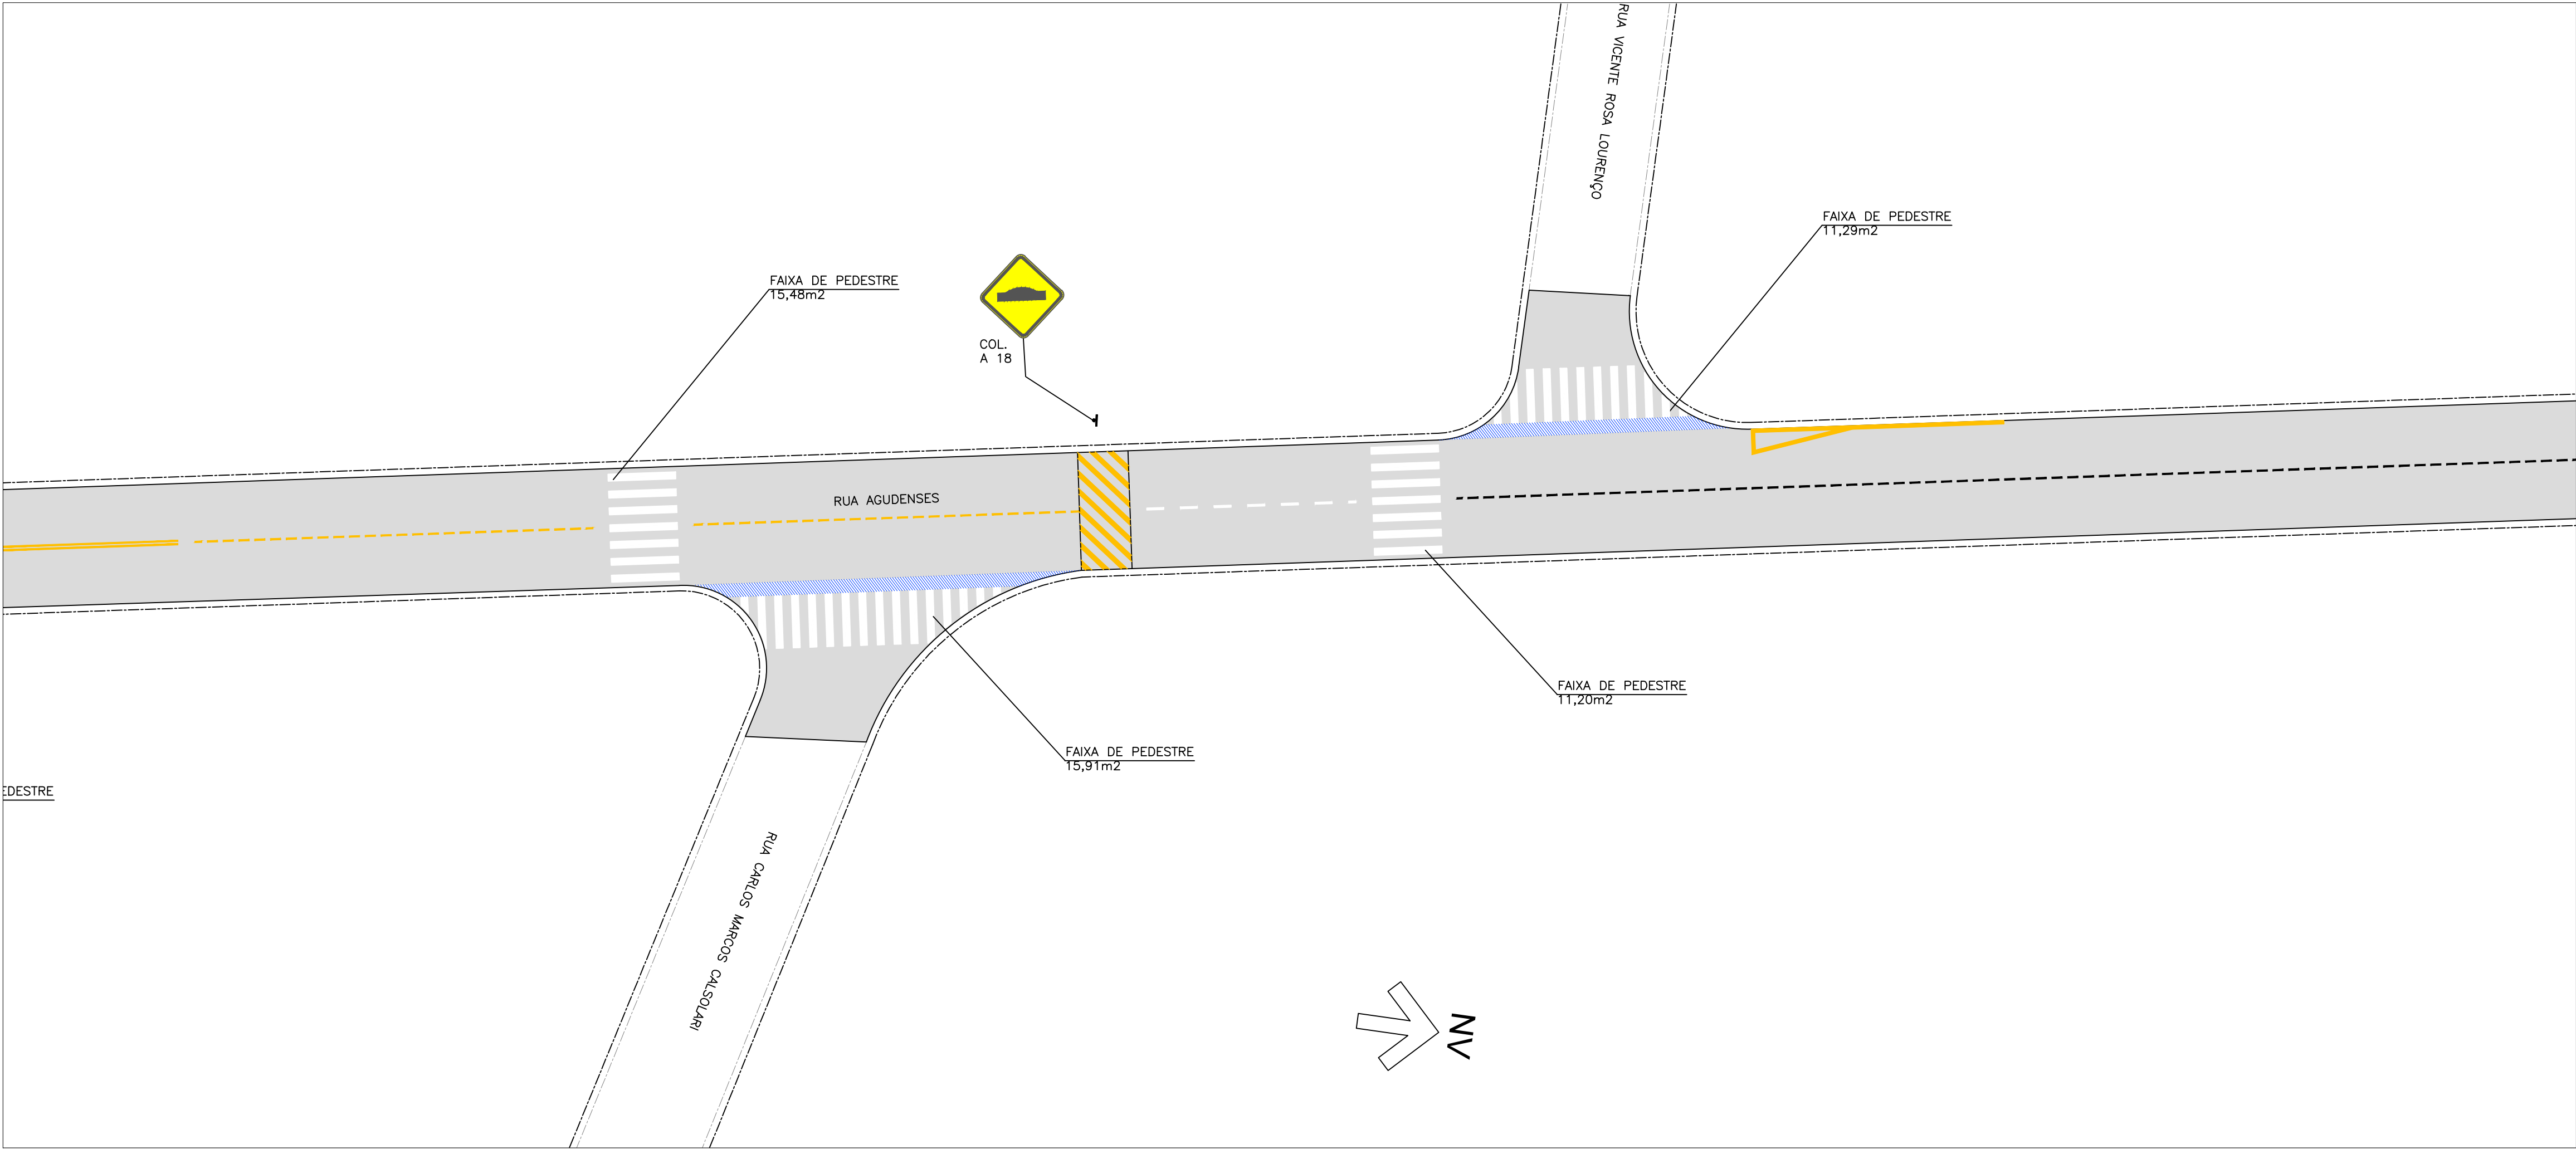 RUA VICENTE ROSA LOURENÇO
FAIXA DE PEDESTRE
11,29m2
FAIXA DE PEDESTRE
15,48m2
COL.
A 18
RUA AGUDENSES
FAIXA DE PEDESTRE
11,20m2
FAIXA DE PEDESTRE
15,91m2
EDESTRE
RUA CARLOS MARCOS CALSOLARI
NV